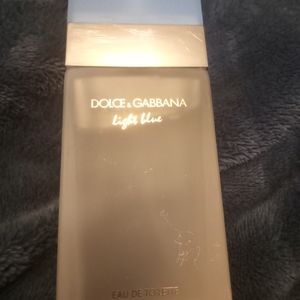 DOLCE & GABBANA
light blue
EAU DE TOILETTE